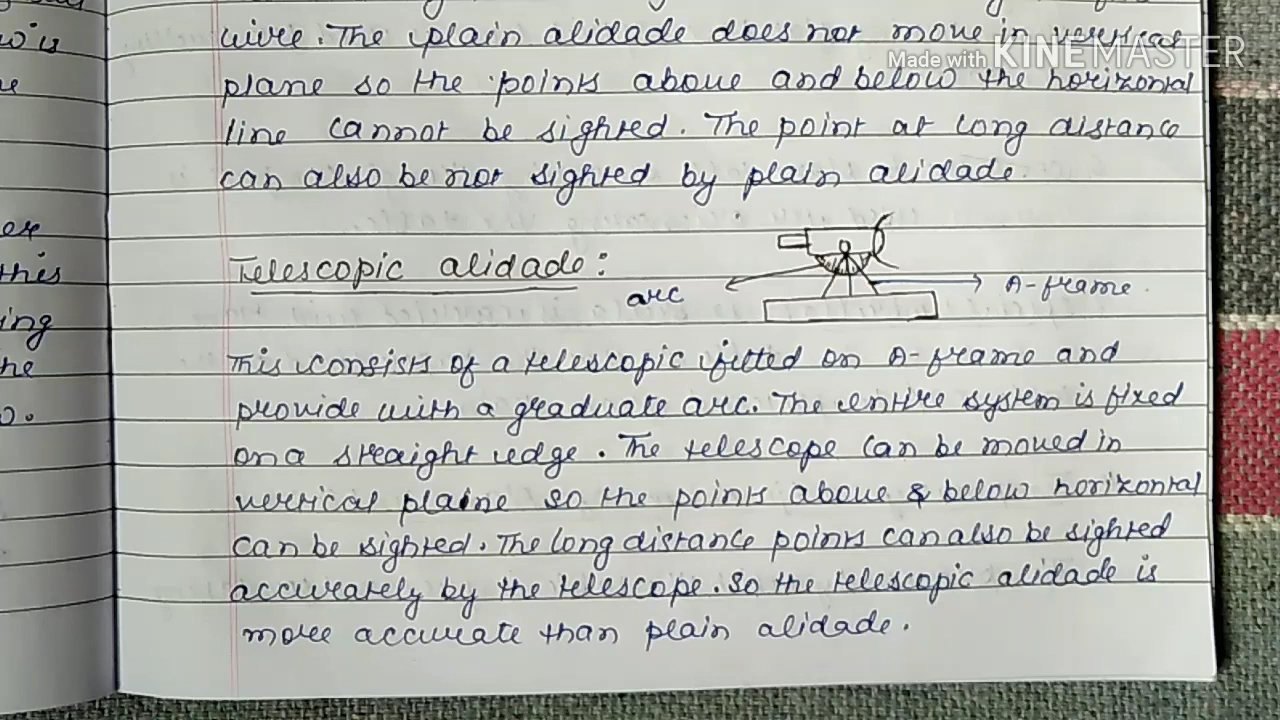 wire. The plain alidade does not move in vertical
Made with KINEMASTER
plane so the points above and below the horizontal
line cannot be sighted. The point at long distance
can also be not sighted by plain alidade.
Telescopic alidade:
arc
A-frame.
This consists of a telescopic fitted on A-frame and
provide with a graduate arc. The entire system is fixed
on a straight edge. The telescope can be moved in
vertical plaine so the points above & below horizontal
can be sighted. The long distance points can also be sighted
accurately by the telescope. So the telescopic alidade is
more accurate than plain alidade.
this
ing